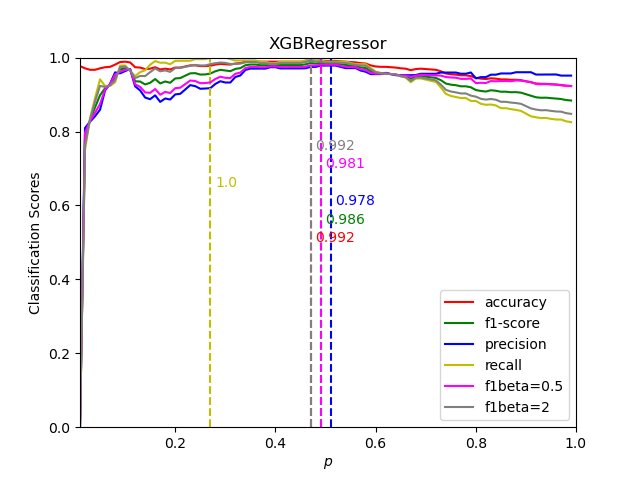 XGBRegressor
Classification Scores
1.0
0.8
0.6
0.4
0.2
0.0
0.992
0.981
1.0
0.978
0.986
0.992
accuracy
f1-score
precision
recall
f1beta=0.5
f1beta=2
0.2 0.4 0.6 0.8 1.0
p